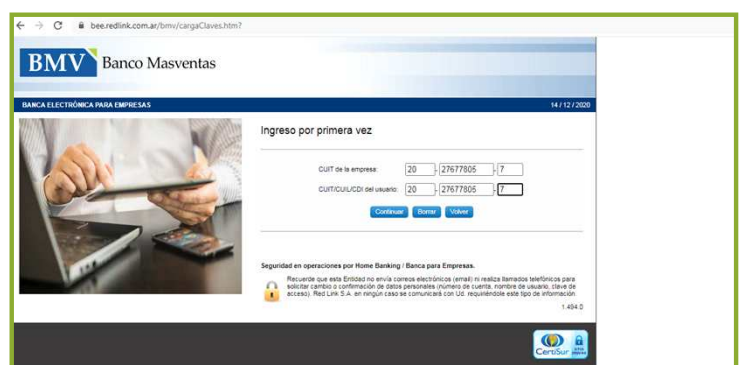 bee.redlink.com.ar/bmv/cargaClaves.htm?
BMV Banco Masventas
BANCA ELECTRÓNICA PARA EMPRESAS 14 / 12 / 2020
Ingreso por primera vez
CUIT de la empresa: 20 - 27677805 - 7
CUIT/CUIL/CDI del usuario: 20 - 27677805 - 7
Continuar Borrar Volver
Seguridad en operaciones por Home Banking / Banca para Empresas.
Recuerde que esta Entidad no envía correos electrónicos (email) ni realiza llamados telefónicos para
solicitar cambio o confirmación de datos personales (número de cuenta, nombre de usuario, clave de
acceso). Red Link S.A. en ningún caso se comunicará con Ud. requiriéndole este tipo de información.
1.494.0
CertiSur